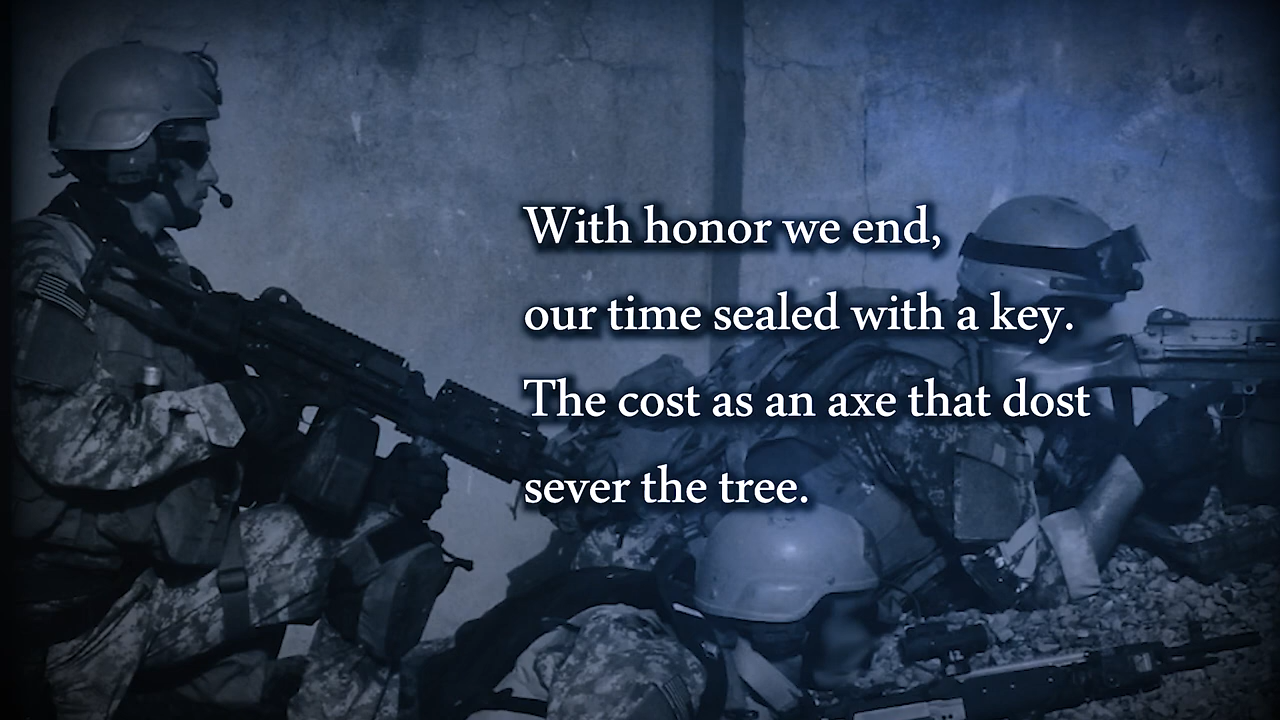 With honor we end,
our time sealed with a key.
The cost as an axe that dost
sever the tree.